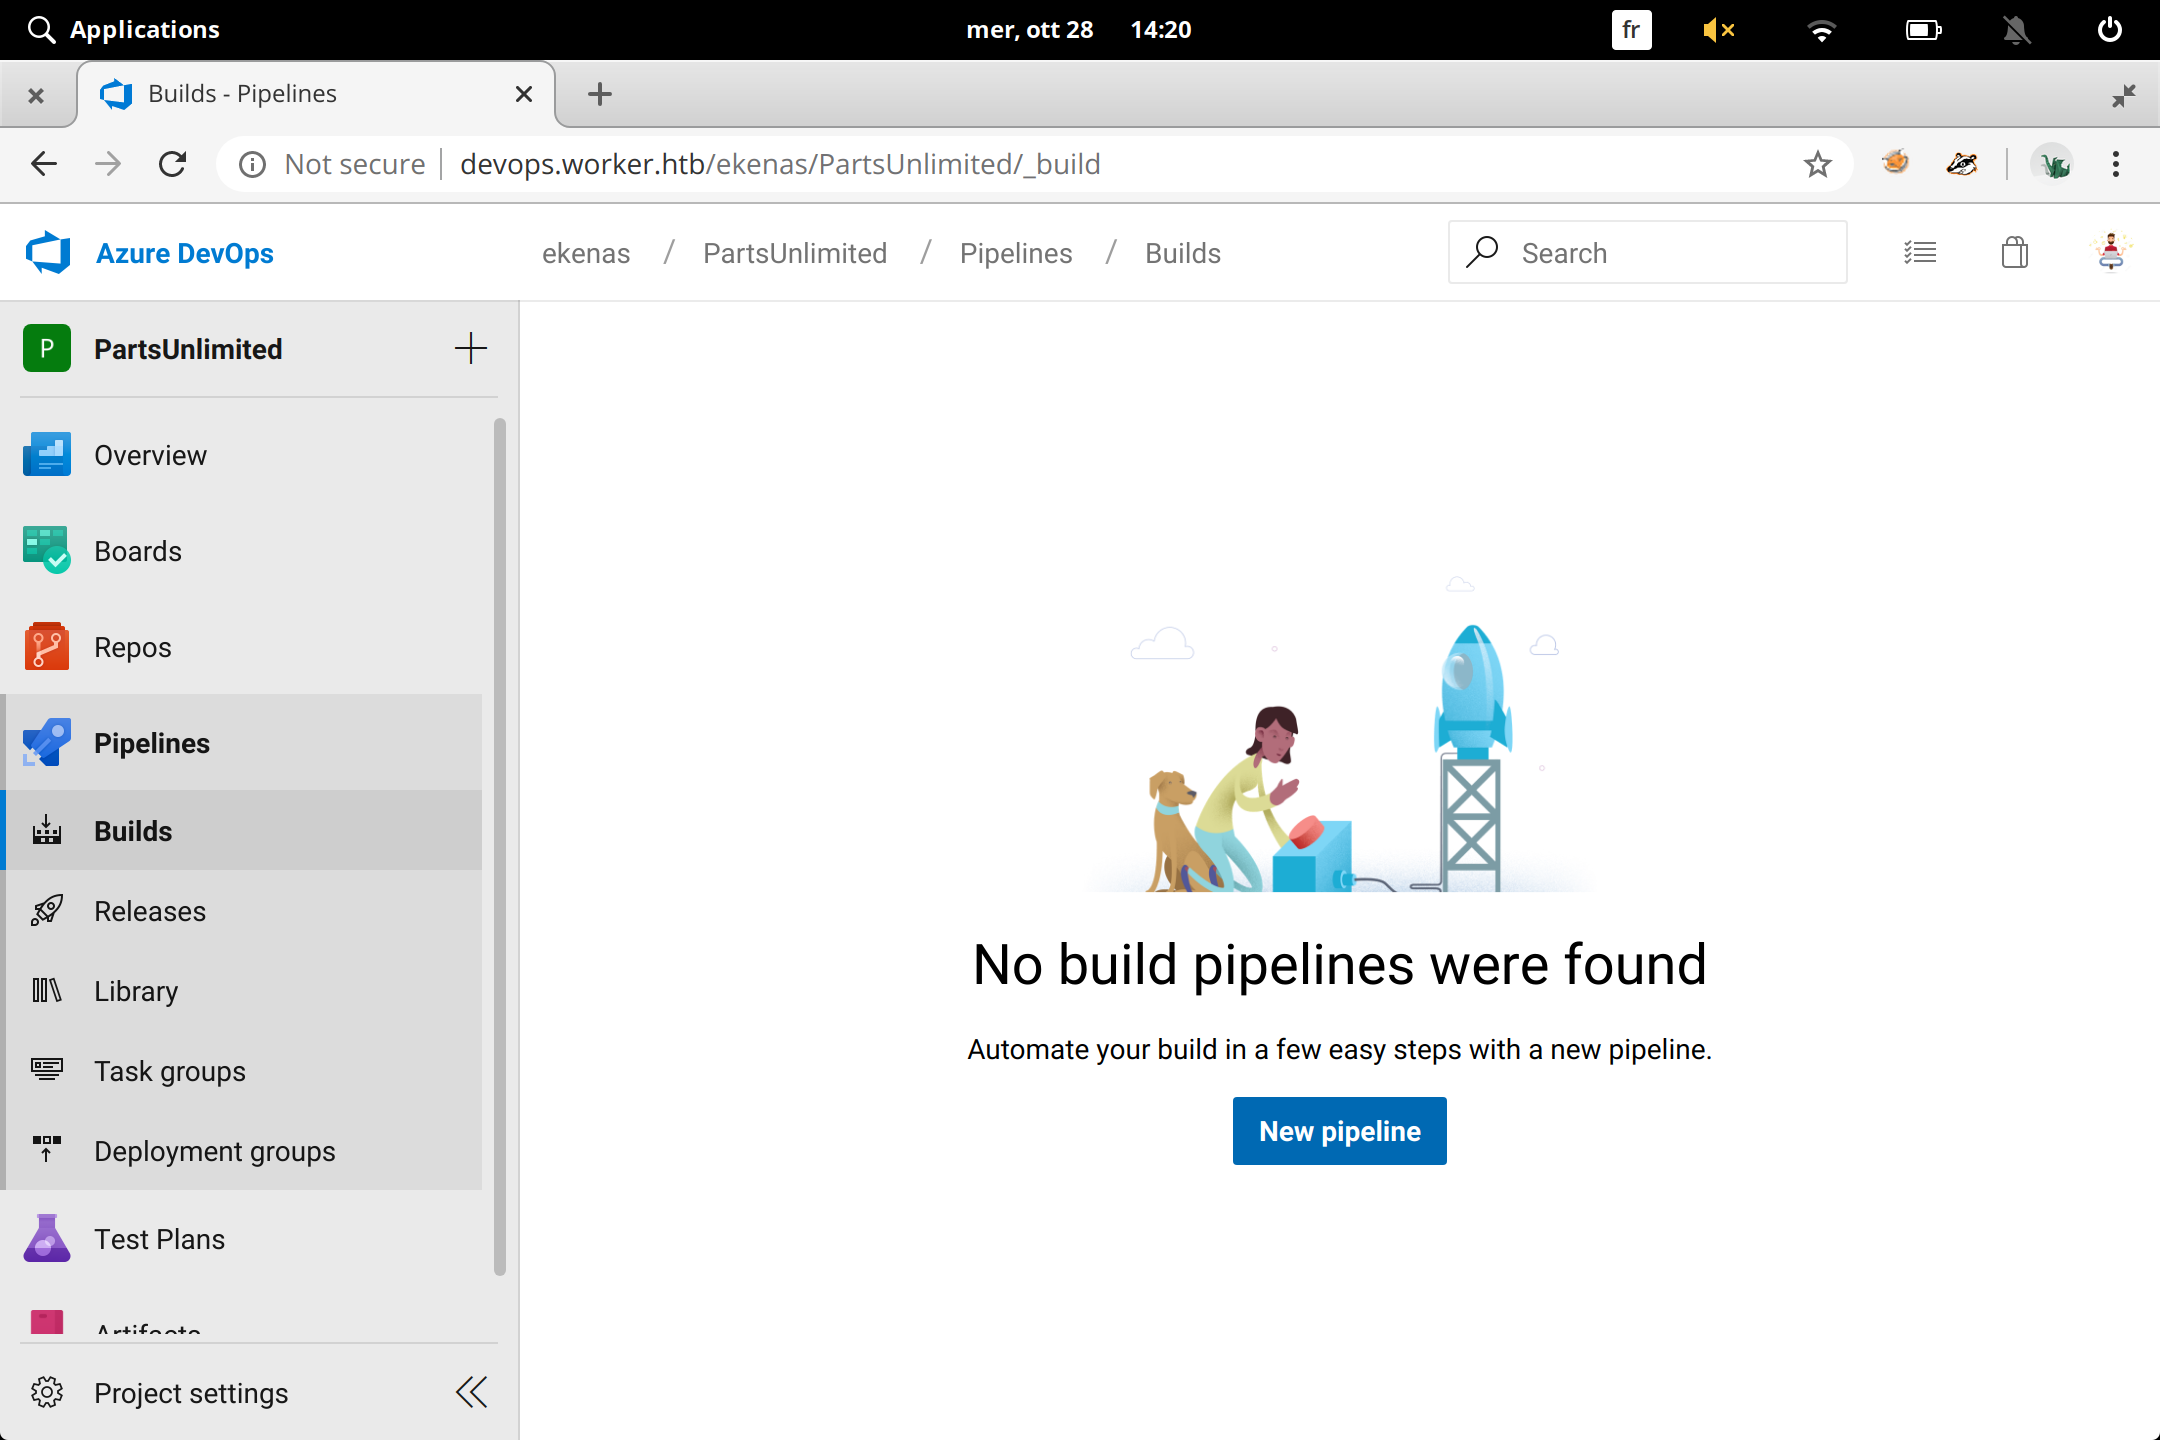 Applications
mer, ott 28 14:20
fr
Builds - Pipelines
Not secure devops.worker.htb/ekenas/PartsUnlimited/_build
Azure DevOps
ekenas / PartsUnlimited / Pipelines / Builds
Search
P PartsUnlimited
Overview
Boards
Repos
Pipelines
Builds
Releases
Library
Task groups
Deployment groups
Test Plans
Artifacts
Project settings
No build pipelines were found
Automate your build in a few easy steps with a new pipeline.
New pipeline